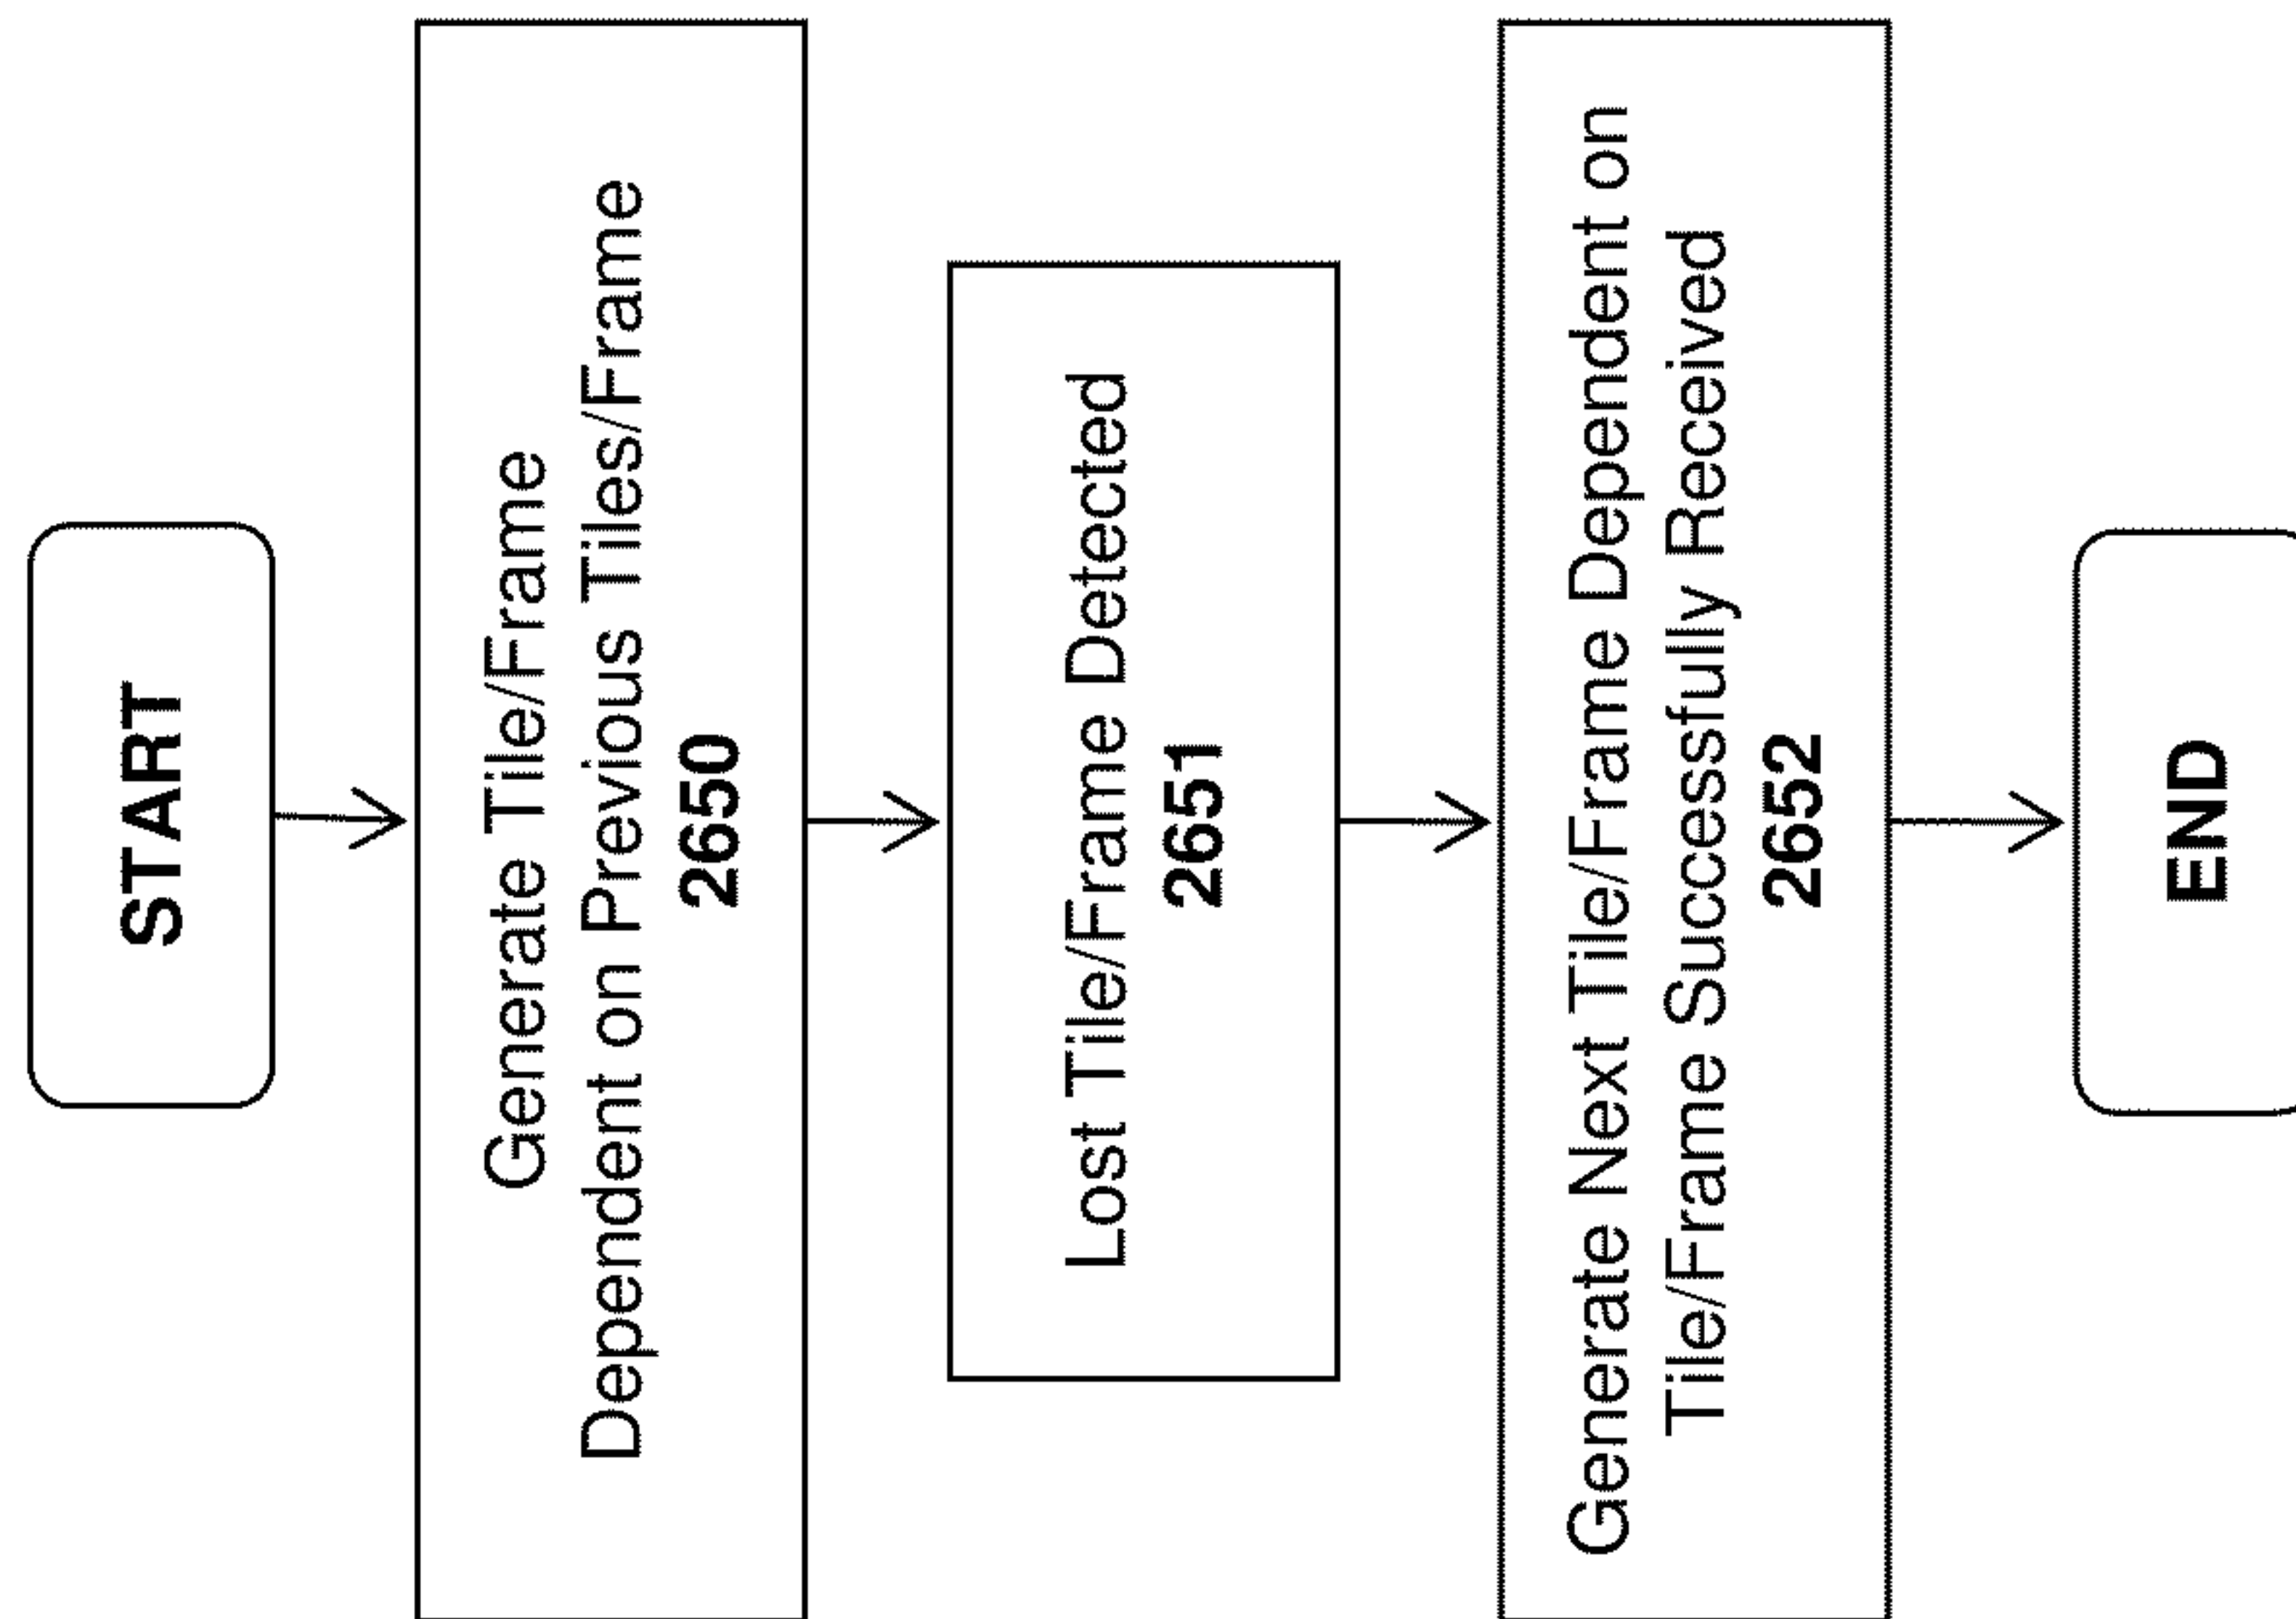 START
Generate Tile/Frame
Dependent on Previous Tiles/Frame
2650
Lost Tile/Frame Detected
2651
Generate Next Tile/Frame Dependent on
Tile/Frame Successfully Received
2652
END